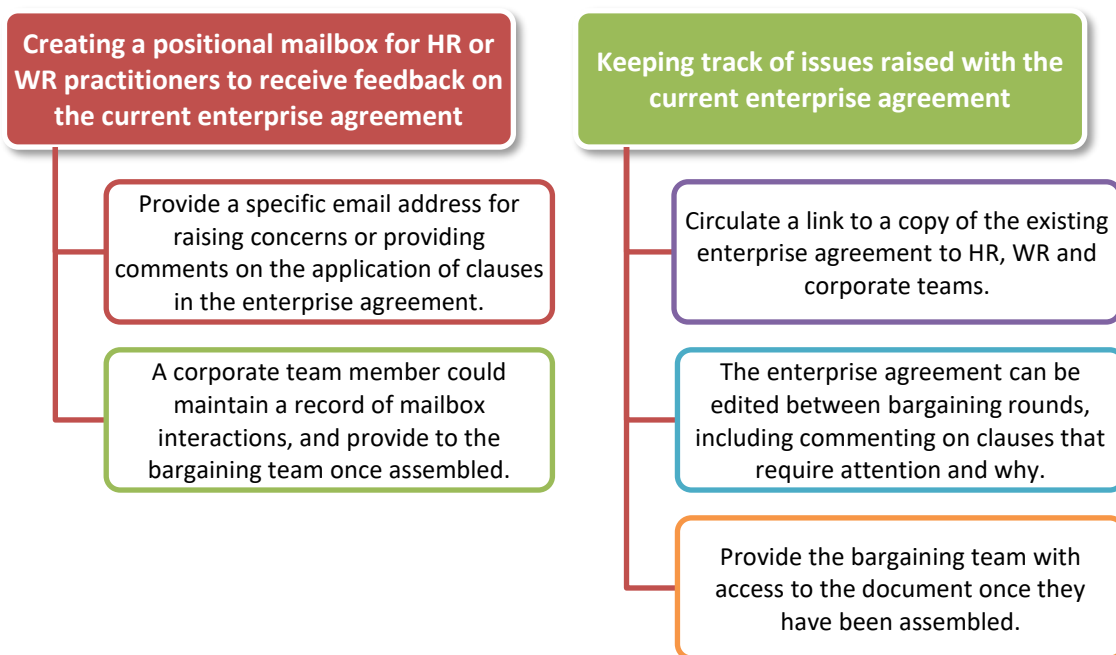 Creating a positional mailbox for HR or
WR practitioners to receive feedback on
the current enterprise agreement
Provide a specific email address for
raising concerns or providing
comments on the application of clauses
in the enterprise agreement.
A corporate team member could
maintain a record of mailbox
interactions, and provide to the
bargaining team once assembled.
Keeping track of issues raised with the
current enterprise agreement
Circulate a link to a copy of the existing
enterprise agreement to HR, WR and
corporate teams.
The enterprise agreement can be
edited between bargaining rounds,
including commenting on clauses that
require attention and why.
Provide the bargaining team with
access to the document once they
have been assembled.